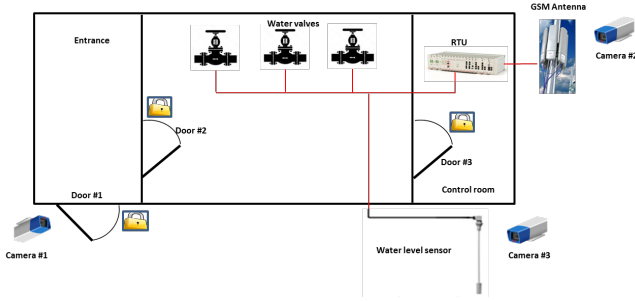 GSM Antenna
Entrance
Water valves
RTU
Camera #2
Door #2
Door #3
Door #1
Control room
Water level sensor
Camera #1
Camera #3